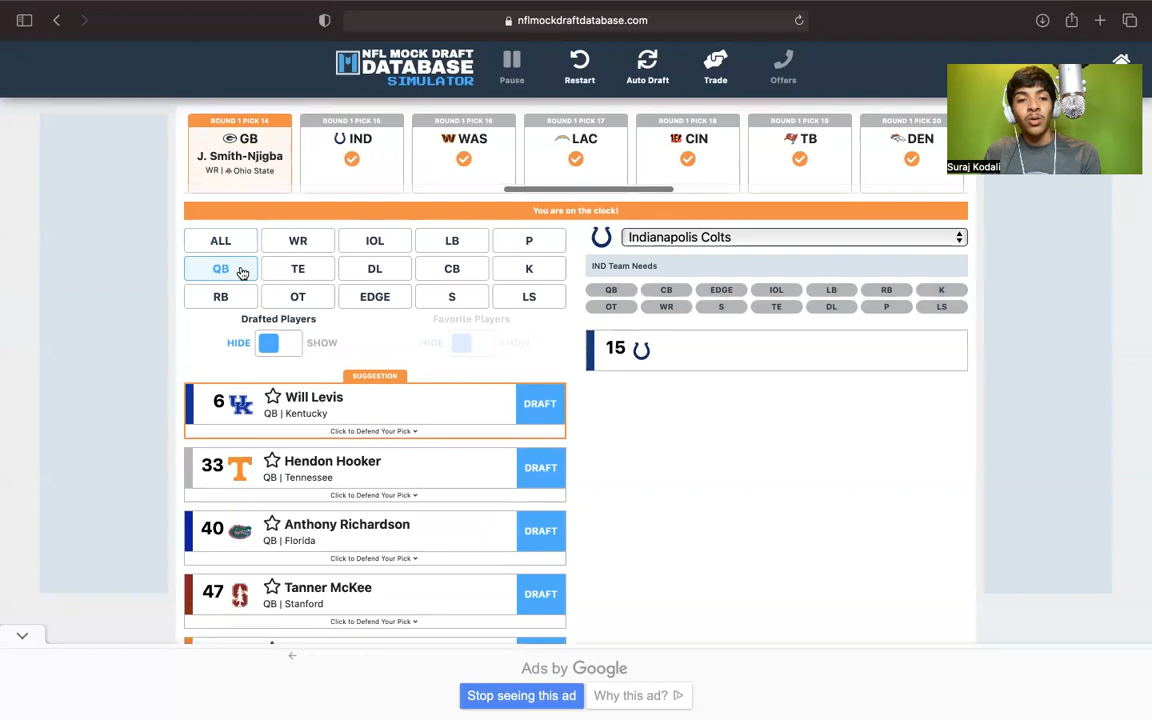 nflmockdraftdatabase.com
NFL MOCK DRAFT
DATABASE
SIMULATOR
Pause
Restart
Auto Draft
Trade
Offers
Suraj Kodali
ROUND 1 PICK 14
GB
J. Smith-Njigba
WR | Ohio State
ROUND 1 PICK 15
IND
ROUND 1 PICK 16
WAS
ROUND 1 PICK 17
LAC
ROUND 1 PICK 18
CIN
ROUND 1 PICK 19
TB
ROUND 1 PICK 20
DEN
You are on the clock!
ALL WR IOL LB P
QB TE DL CB K
RB OT EDGE S LS
Drafted Players
HIDE SHOW
Favorite Players
HIDE
Indianapolis Colts
IND Team Needs
QB CB EDGE IOL LB RB K
OT WR S TE DL P LS
15
SUGGESTION
6 Will Levis
QB | Kentucky
DRAFT
Click to Defend Your Pick
33 Hendon Hooker
QB | Tennessee
DRAFT
Click to Defend Your Pick
40 Anthony Richardson
QB | Florida
DRAFT
Click to Defend Your Pick
47 Tanner McKee
QB | Stanford
DRAFT
Click to Defend Your Pick
Ads by Google
Stop seeing this ad
Why this ad?